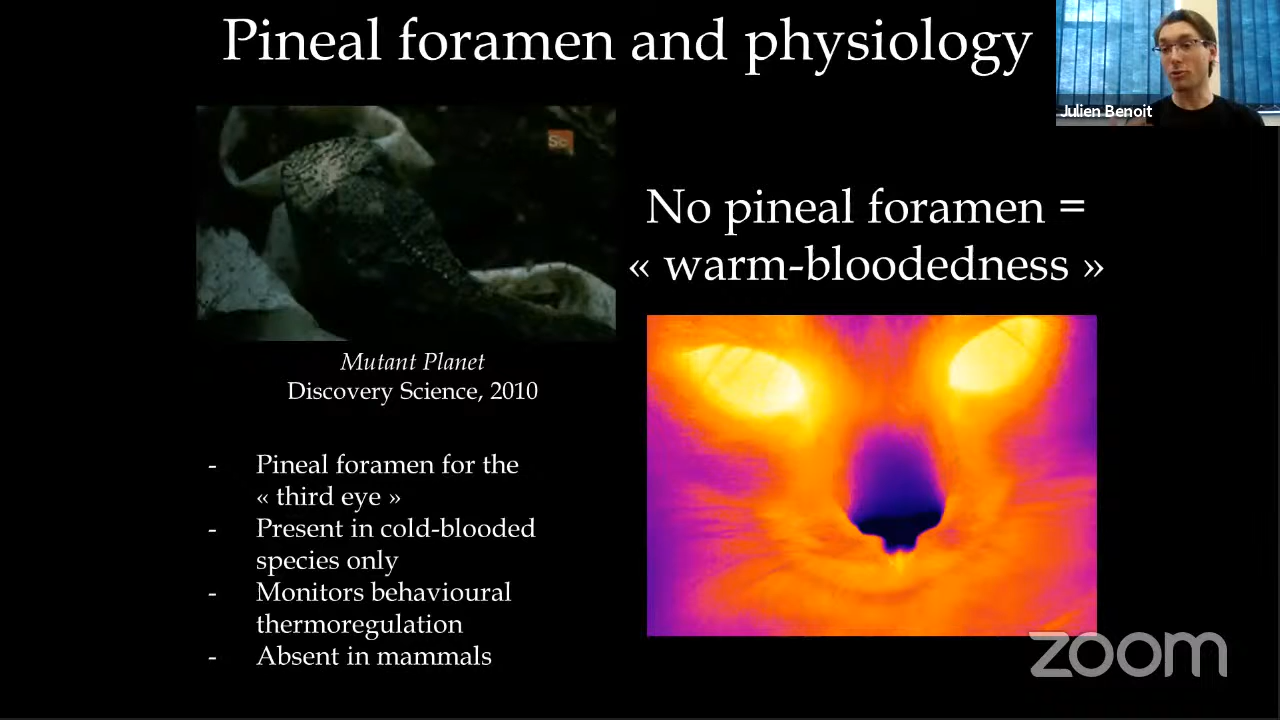 Pineal foramen and physiology
Julien Benoit
No pineal foramen =
« warm-bloodedness »
Mutant Planet
Discovery Science, 2010
- Pineal foramen for the
« third eye »
- Present in cold-blooded
species only
- Monitors behavioural
thermoregulation
- Absent in mammals
zoom